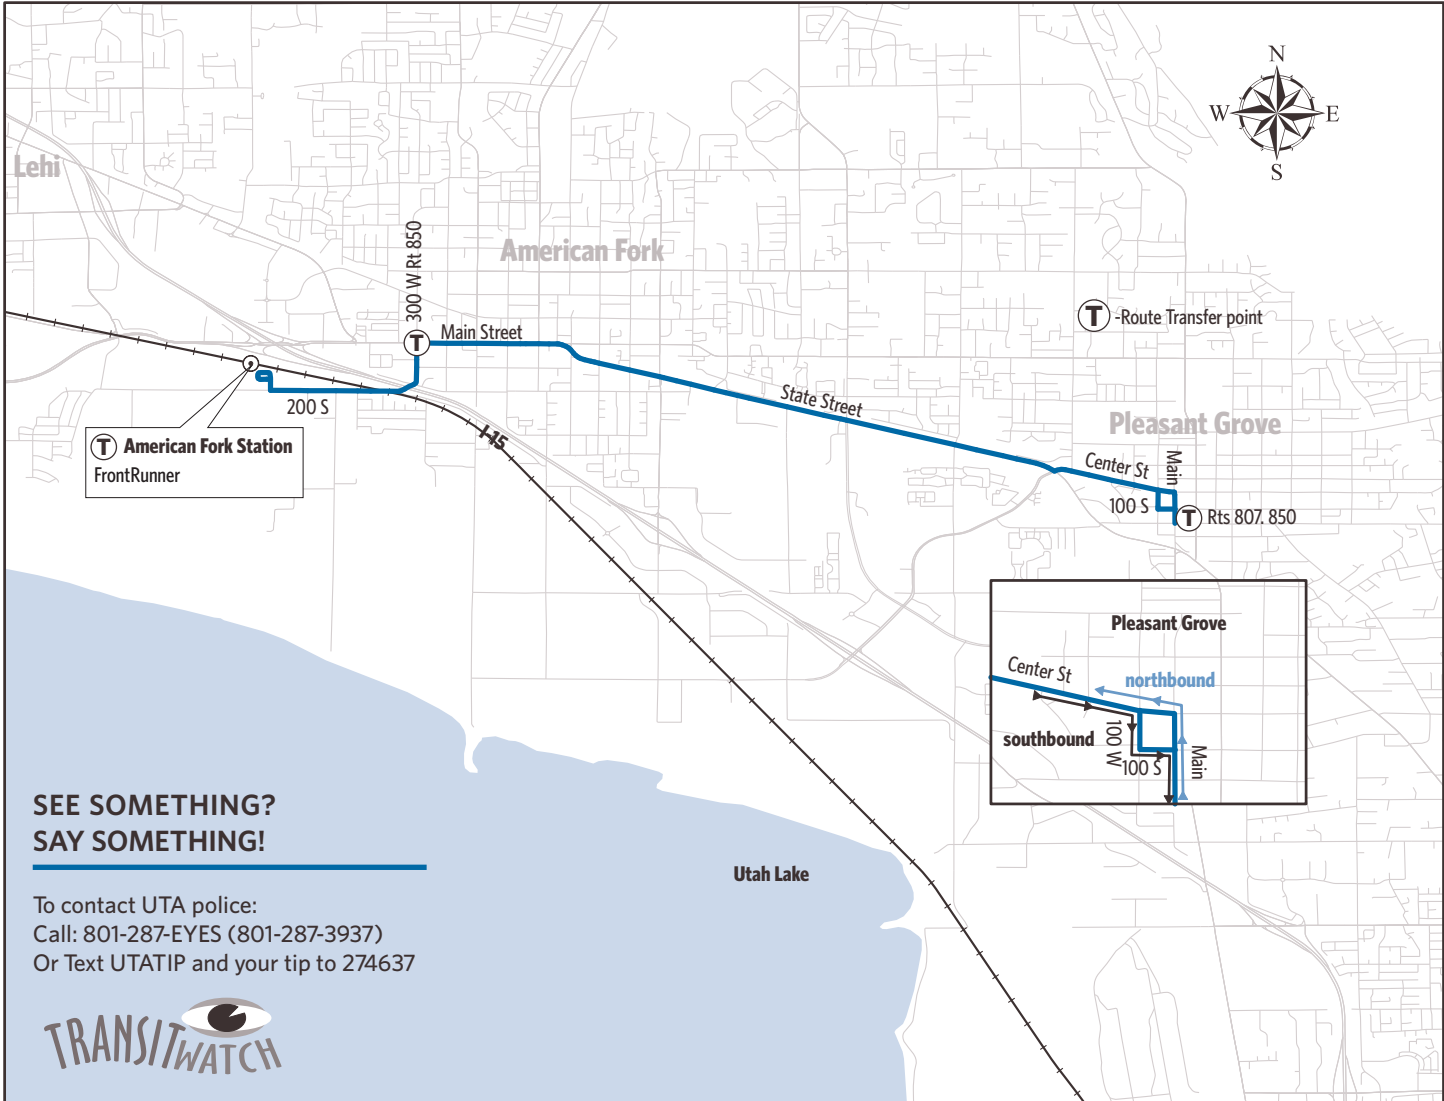 N
W
E
S
Lehi
American Fork
300 W Rt 850
T
Main Street
T
-Route Transfer point
200 S
State Street
Pleasant Grove
T American Fork Station
FrontRunner
I-15
Center St
Main
100 S
T
Rts 807. 850
Pleasant Grove
Center St
northbound
southbound
100 W
100 S
Main
SEE SOMETHING?
SAY SOMETHING!
Utah Lake
To contact UTA police:
Call: 801-287-EYES (801-287-3937)
Or Text UTATIP and your tip to 274637
TRANSITWATCH